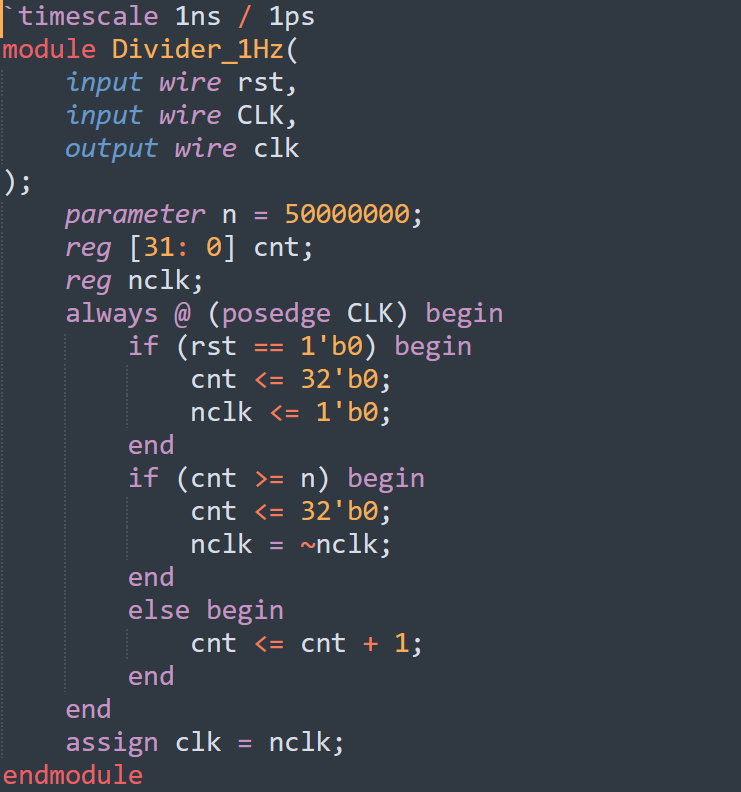 `timescale 1ns / 1ps
module Divider_1Hz(
    input wire rst,
    input wire CLK,
    output wire clk
);
    parameter n = 50000000;
    reg [31: 0] cnt;
    reg nclk;
    always @ (posedge CLK) begin
        if (rst == 1'b0) begin
            cnt <= 32'b0;
            nclk <= 1'b0;
        end
        if (cnt >= n) begin
            cnt <= 32'b0;
            nclk = ~nclk;
        end
        else begin
            cnt <= cnt + 1;
        end
    end
    assign clk = nclk;
endmodule